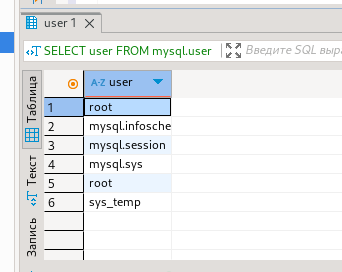 user 1
SELECT user FROM mysql.user
Введите SQL выра
A-Z user
1 root
2 mysql.infosche
3 mysql.session
4 mysql.sys
5 root
6 sys_temp
Таблица
Текст
Запись